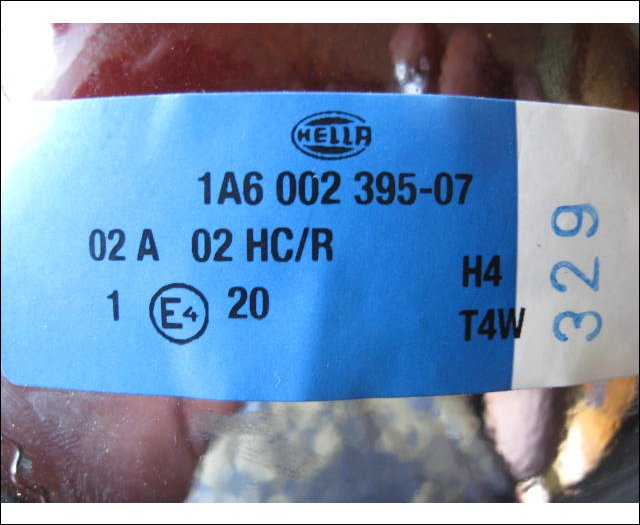 HELLA
1A6 002 395-07
02 A 02 HC/R
1 E4 20
H4
T4W
329